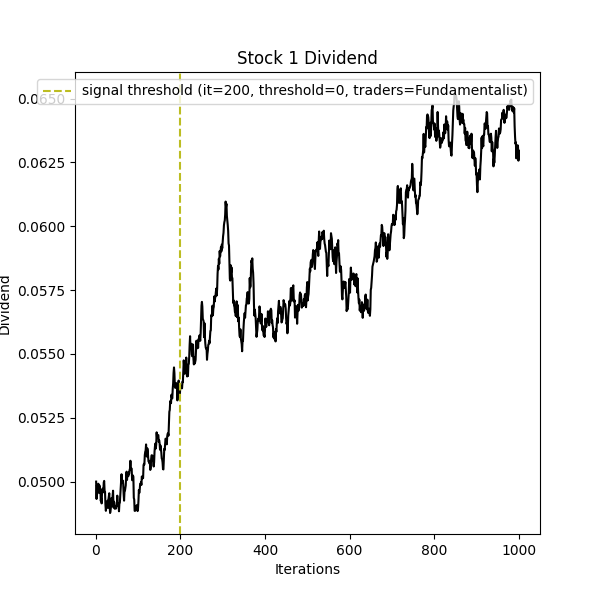 Stock 1 Dividend
signal threshold (it=200, threshold=0, traders=Fundamentalist)
0.0650
0.0625
0.0600
0.0575
0.0550
0.0525
0.0500
Dividend
0 200 400 600 800 1000
Iterations